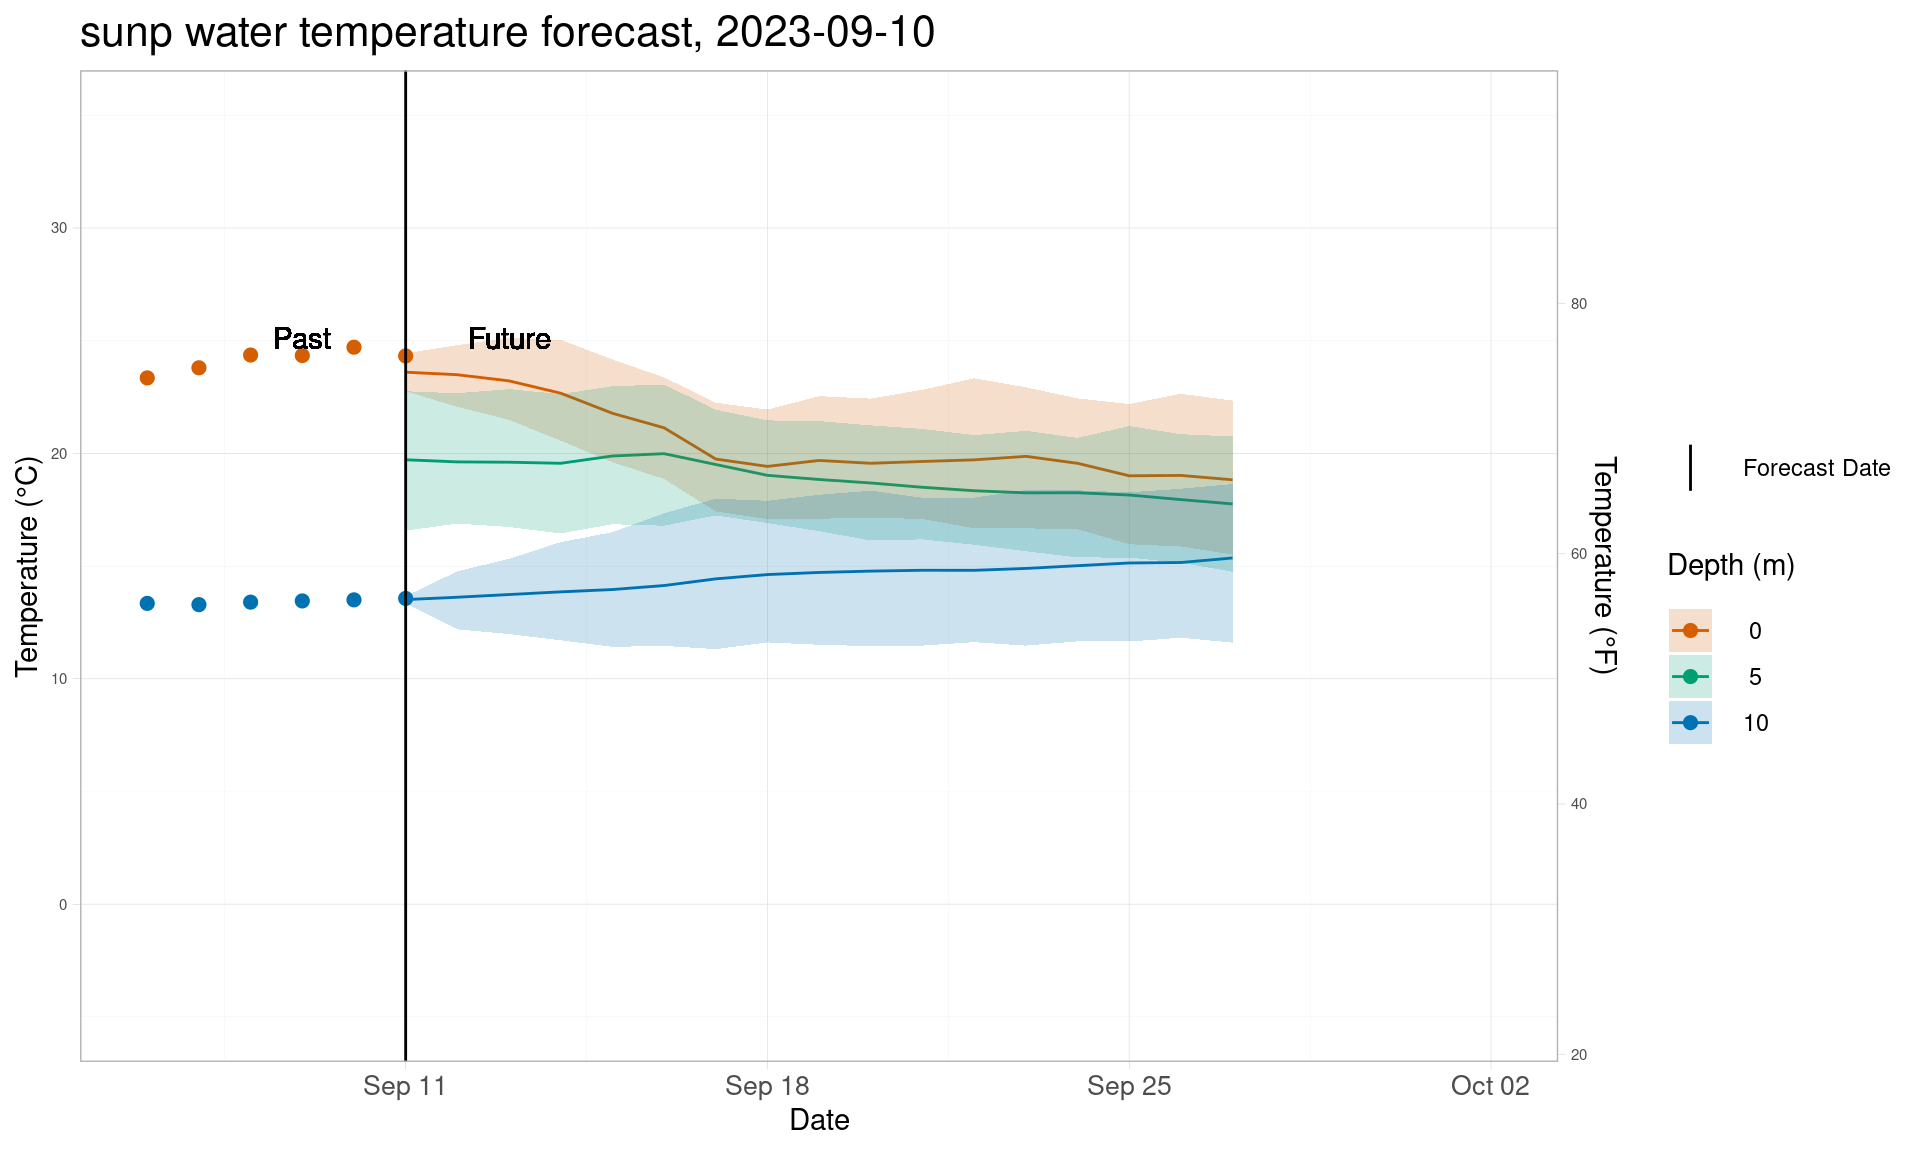 sunp water temperature forecast, 2023-09-10
Past
Future
Temperature (°C)
30
20
10
0
Temperature (°F)
80
60
40
20
Sep 11
Sep 18
Sep 25
Oct 02
Date
Forecast Date
Depth (m)
0
5
10